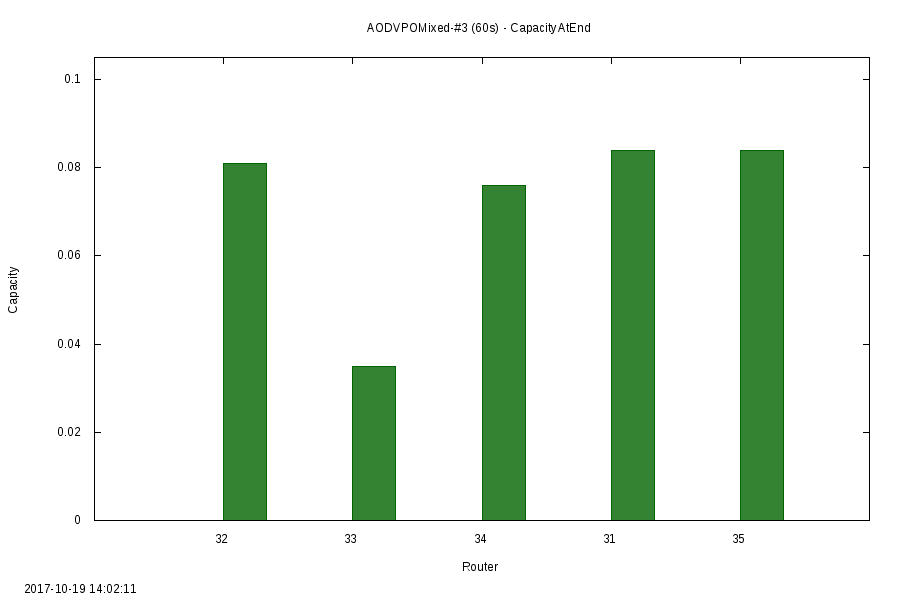 AODVPOMixed-#3 (60s) - CapacityAtEnd
0.1
0.08
0.06
0.04
0.02
0
Capacity
32 33 34 31 35
Router
2017-10-19 14:02:11